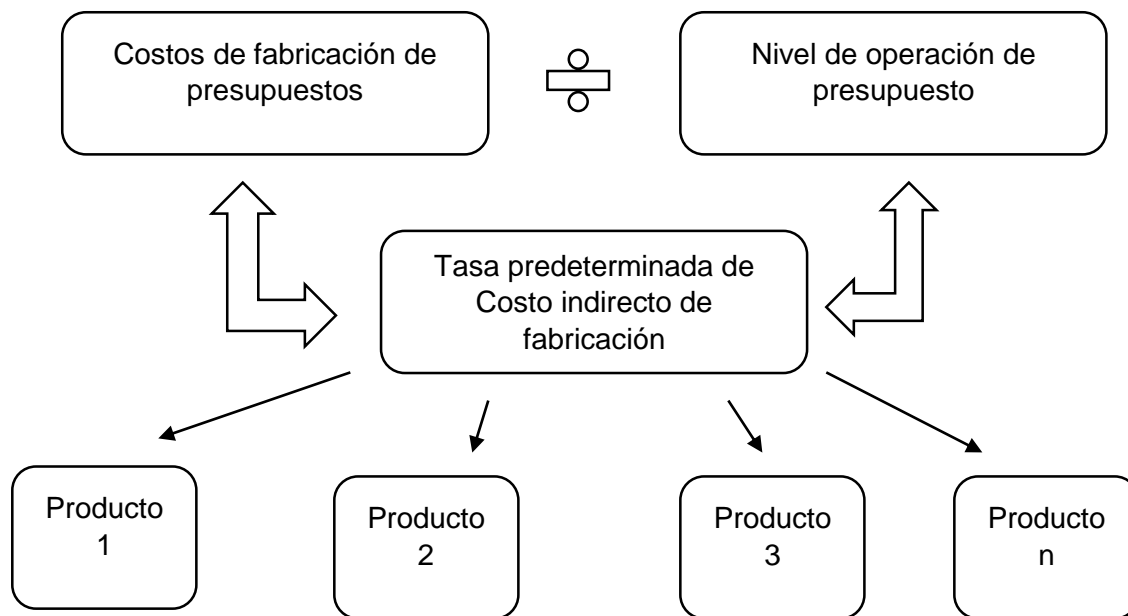 Costos de fabricación de
presupuestos
Nivel de operación de
presupuesto
Tasa predeterminada de
Costo indirecto de
fabricación
Producto
1
Producto
2
Producto
3
Producto
n